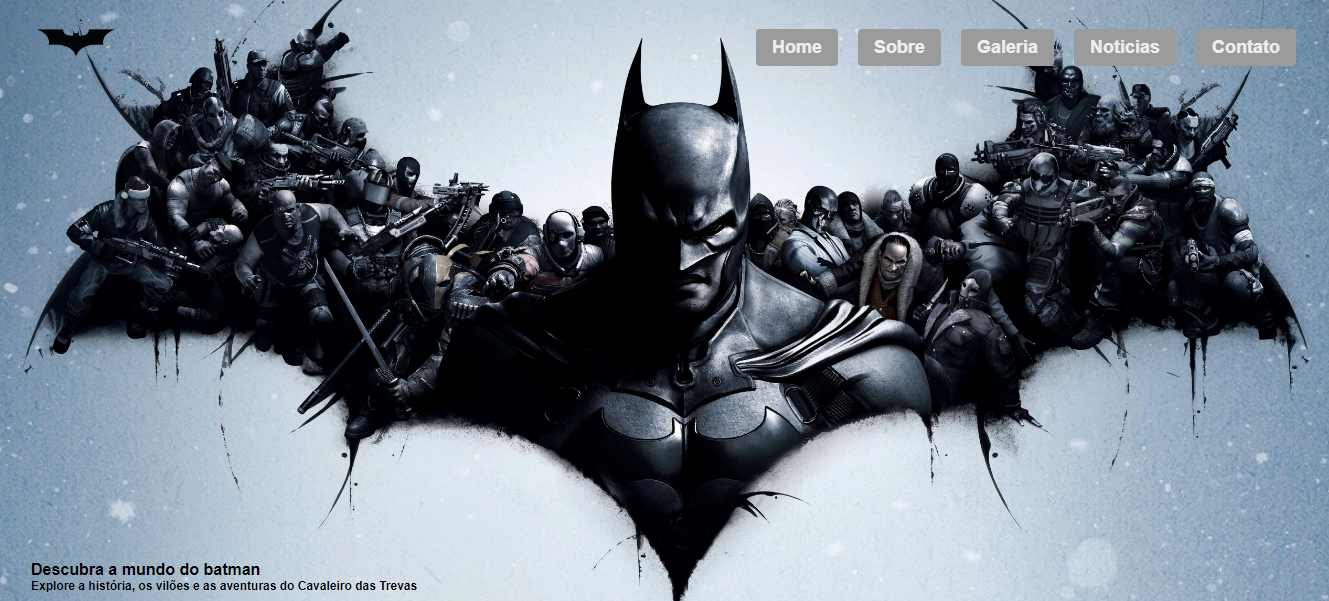 Home Sobre Galeria Noticias Contato
Descubra a mundo do batman
Explore a história, os vilões e as aventuras do Cavaleiro das Trevas